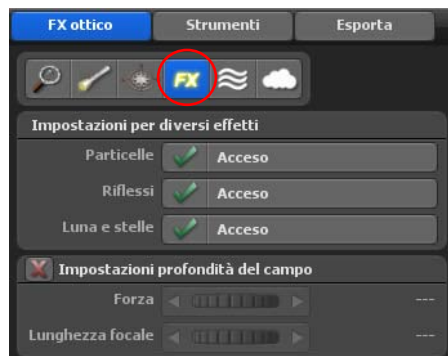 FX ottico Strumenti Esporta
FX
Impostazioni per diversi effetti
Particelle Acceso
Riflessi Acceso
Luna e stelle Acceso
Impostazioni profondità del campo
Forza ---
Lunghezza focale ---